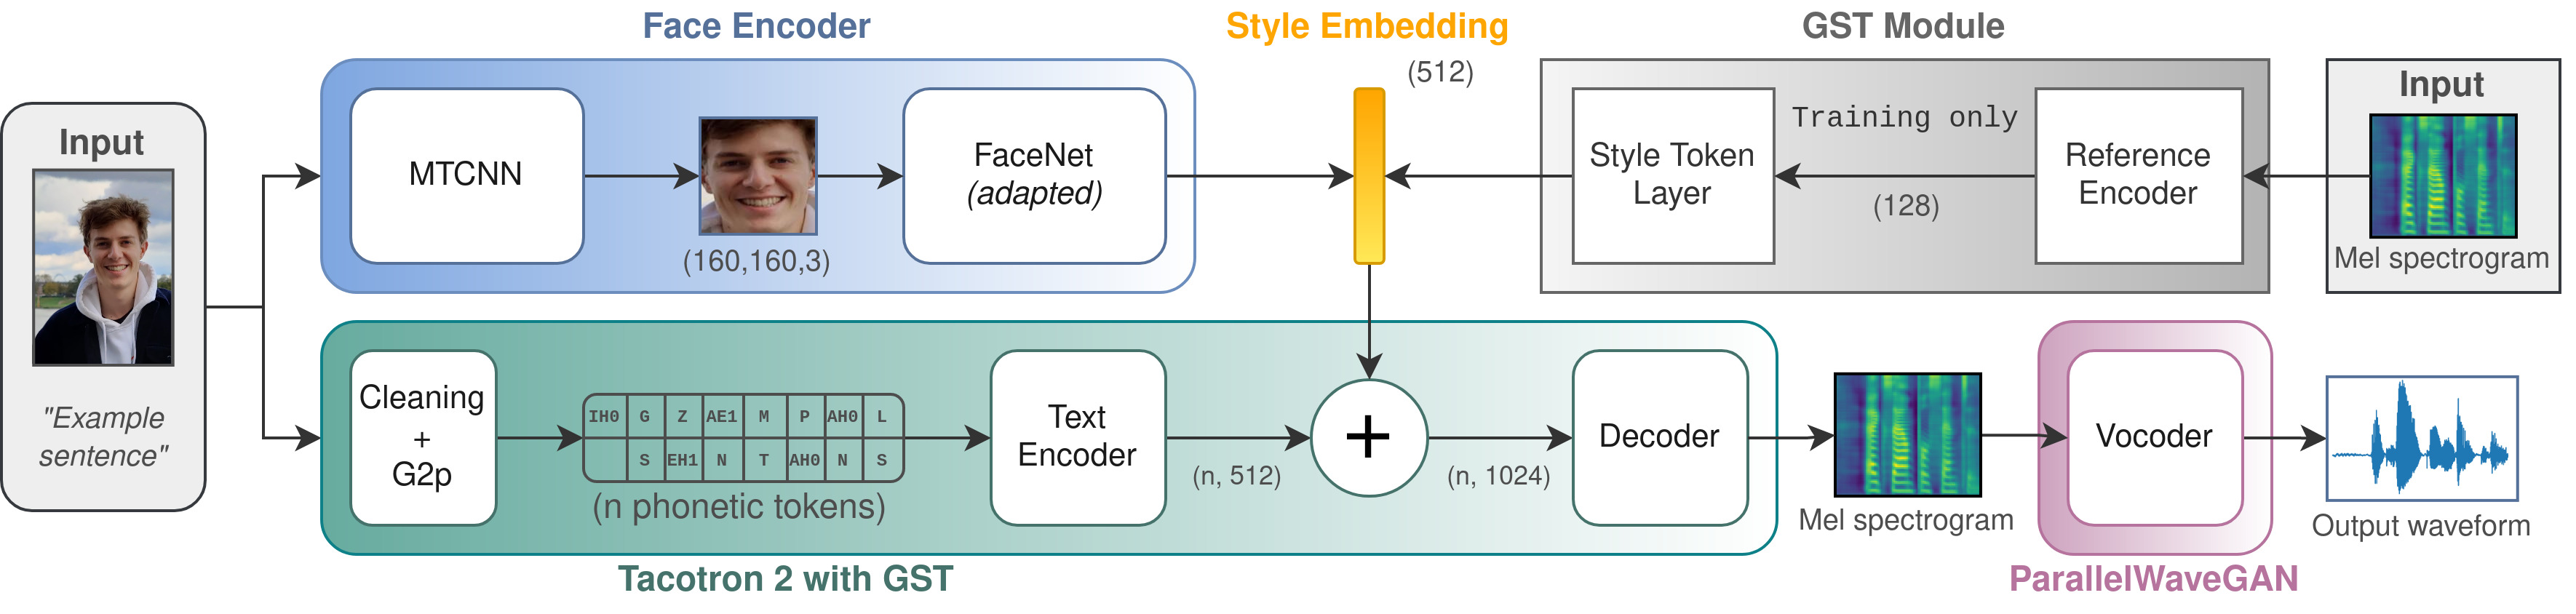 Face Encoder
Style Embedding
GST Module
(512)
Input
"Example
sentence"
MTCNN
(160,160,3)
FaceNet
(adapted)
Style Token
Layer
Training only
(128)
Reference
Encoder
Input
Mel spectrogram
Cleaning
+
G2p
IH0 G Z AE1 M P AH0 L
S EH1 N T AH0 N S
(n phonetic tokens)
Text
Encoder
(n, 512)
+
(n, 1024)
Decoder
Mel spectrogram
Vocoder
Output waveform
Tacotron 2 with GST
ParallelWaveGAN